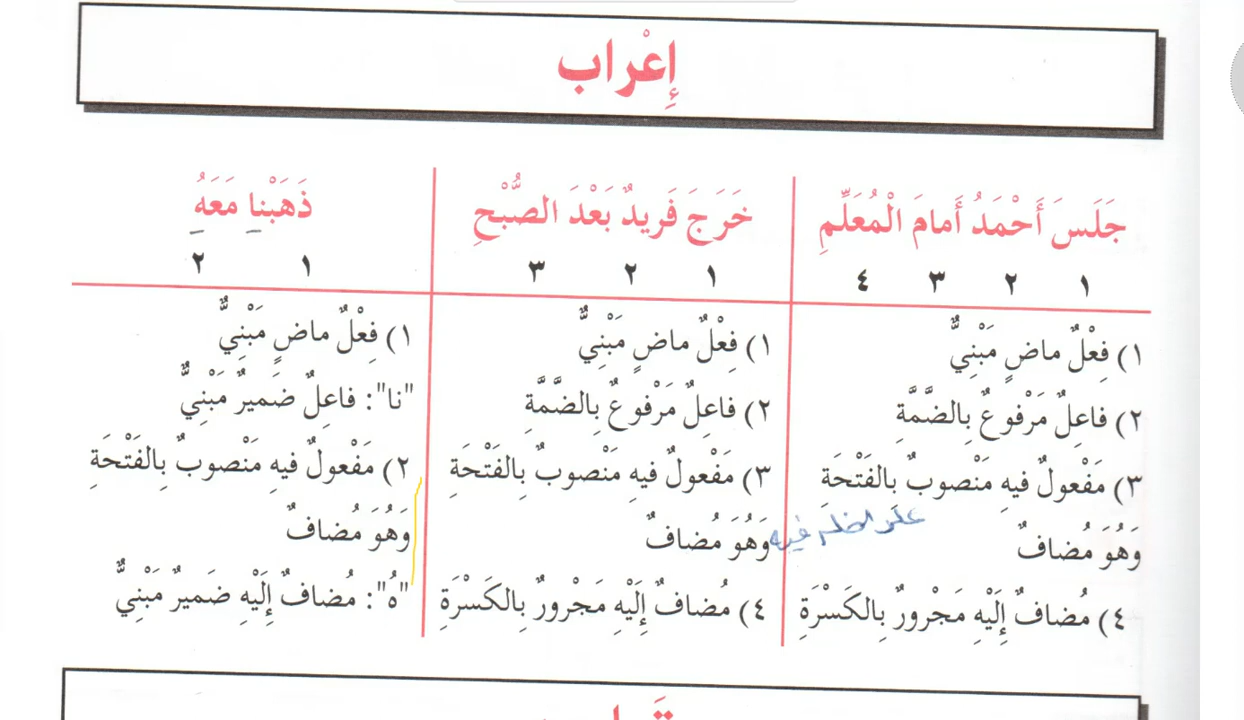 إِعْراب
جَلَسَ أَحْمَدُ أَمامَ الْمُعَلِّمِ
١ ٢ ٣ ٤
١) فِعْلٌ ماضٍ مَبْنِيٌّ
٢) فاعِلٌ مَرْفوعٌ بِالضَّمَّةِ
٣) مَفْعولٌ فيهِ مَنْصوبٌ بِالفَتْحَةِ
وَهُوَ مُضافٌ
٤) مُضافٌ إِلَيْهِ مَجْرورٌ بِالكَسْرَةِ
خَرَجَ فَريدٌ بَعْدَ الصُّبْحِ
١ ٢ ٣
١) فِعْلٌ ماضٍ مَبْنِيٌّ
٢) فاعِلٌ مَرْفوعٌ بِالضَّمَّةِ
٣) مَفْعولٌ فيهِ مَنْصوبٌ بِالفَتْحَةِ
وَهُوَ مُضافٌ
٤) مُضافٌ إِلَيْهِ مَجْرورٌ بِالكَسْرَةِ
ذَهَبْنا مَعَهُ
١ ٢
١) فِعْلٌ ماضٍ مَبْنِيٌّ
"نا": فاعِلٌ ضَميرٌ مَبْنِيٌّ
٢) مَفْعولٌ فيهِ مَنْصوبٌ بِالفَتْحَةِ
وَهُوَ مُضافٌ
"هُ": مُضافٌ إِلَيْهِ ضَميرٌ مَبْنِيٌّ